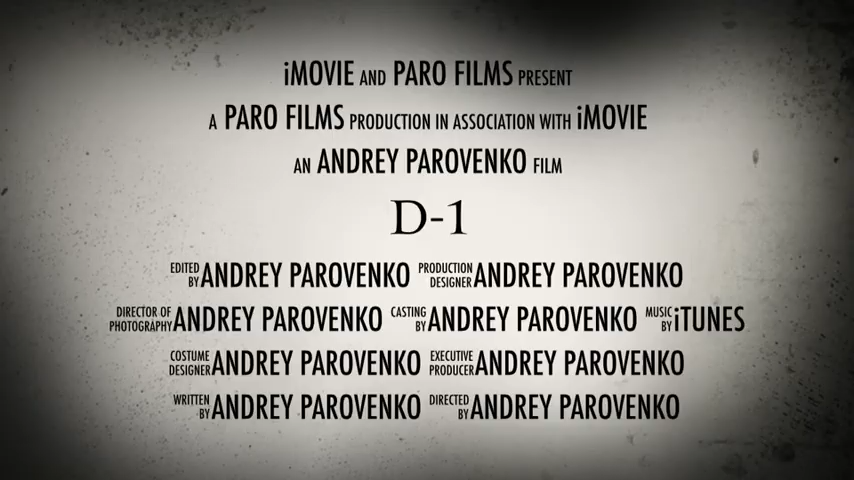 iMOVIE AND PARO FILMS PRESENT
A PARO FILMS PRODUCTION IN ASSOCIATION WITH iMOVIE
AN ANDREY PAROVENKO FILM
D-1
EDITED BY ANDREY PAROVENKO PRODUCTION DESIGNER ANDREY PAROVENKO
DIRECTOR OF PHOTOGRAPHY ANDREY PAROVENKO CASTING BY ANDREY PAROVENKO MUSIC BY iTUNES
COSTUME DESIGNER ANDREY PAROVENKO EXECUTIVE PRODUCER ANDREY PAROVENKO
WRITTEN BY ANDREY PAROVENKO DIRECTED BY ANDREY PAROVENKO